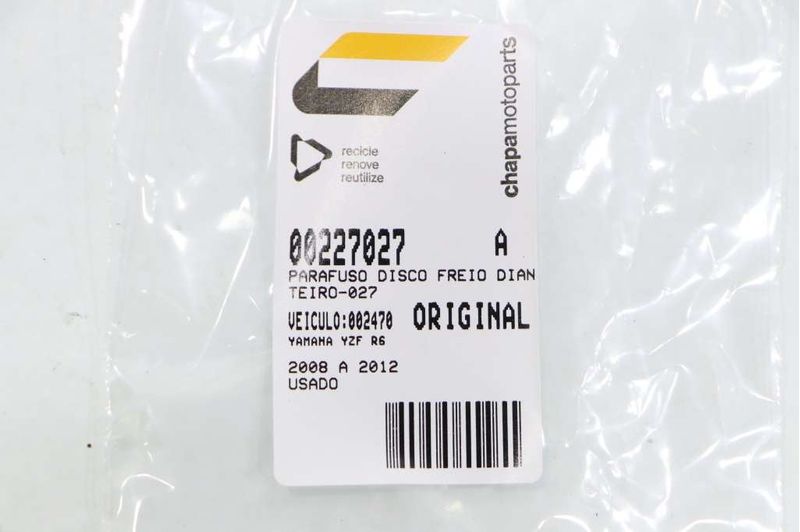 chapamotoparts
recicle
renove
reutilize
00227027 A
PARAFUSO DISCO FREIO DIAN
TEIRO-027
VEICULO:002470 ORIGINAL
YAMAHA YZF R6
2008 A 2012
USADO